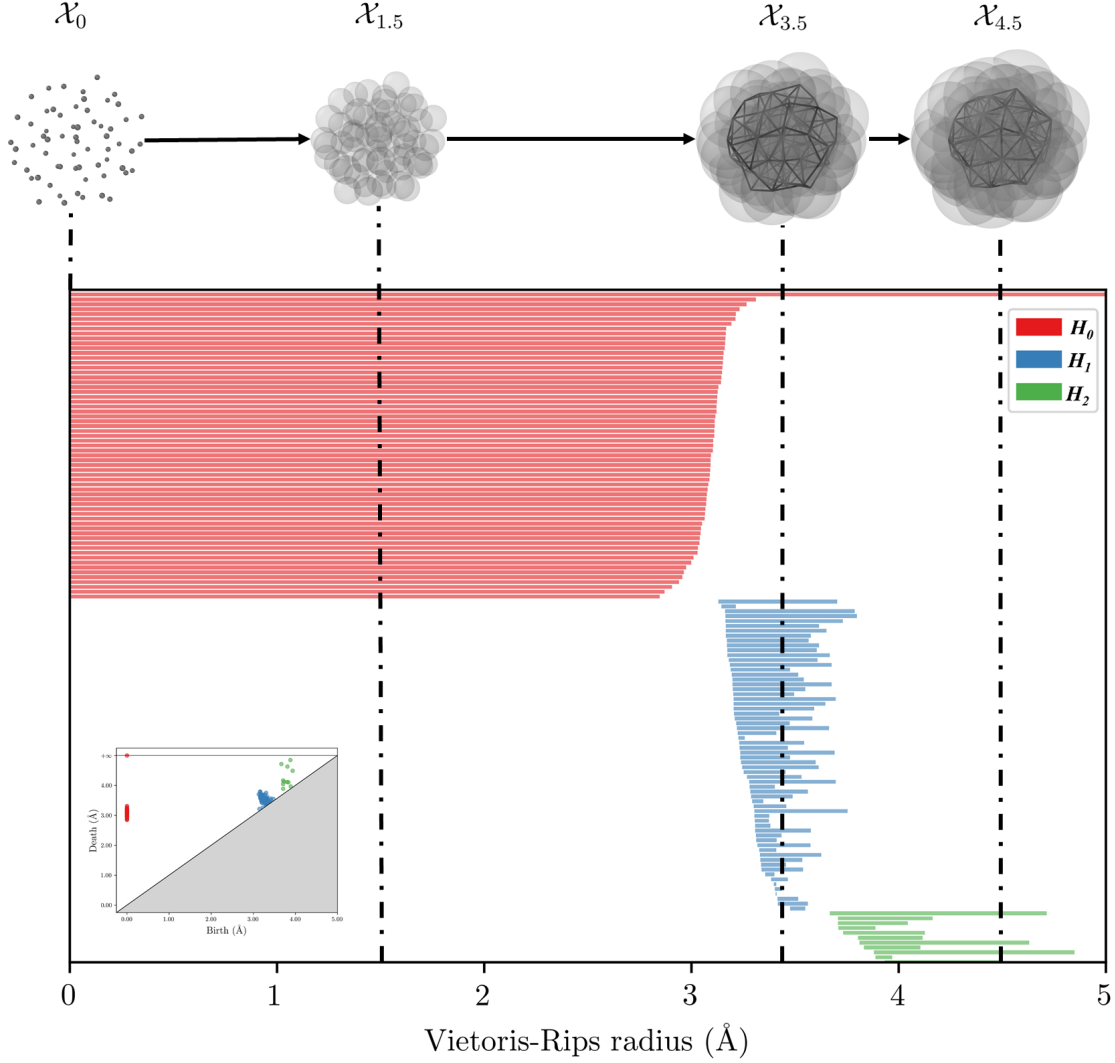 𝒳₀ 𝒳₁.₅ 𝒳₃.₅ 𝒳₄.₅
H₀
H₁
H₂
4.00
3.00
2.00
1.00
0.00
Death (Å)
0.00 1.00 2.00 3.00 4.00 5.00
Birth (Å)
0 1 2 3 4 5
Vietoris-Rips radius (Å)